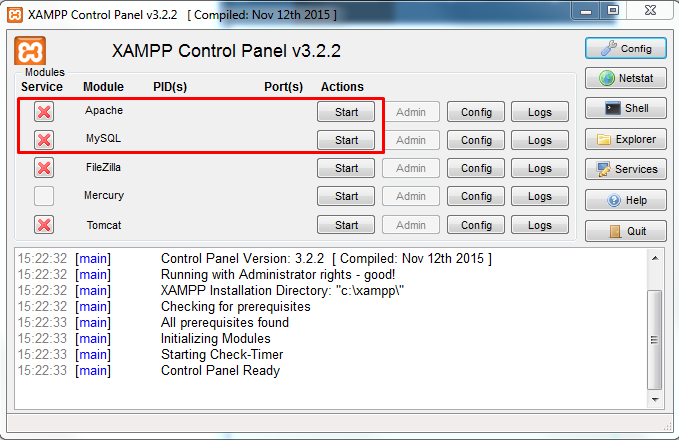 XAMPP Control Panel v3.2.2 [ Compiled: Nov 12th 2015 ]
XAMPP Control Panel v3.2.2
Config
Modules
Service Module PID(s) Port(s) Actions
Netstat
Apache Start Admin Config Logs
Shell
MySQL Start Admin Config Logs
Explorer
FileZilla Start Admin Config Logs
Services
Mercury Start Admin Config Logs
Help
Tomcat Start Admin Config Logs
Quit
15:22:32 [main] Control Panel Version: 3.2.2 [ Compiled: Nov 12th 2015 ]
15:22:32 [main] Running with Administrator rights - good!
15:22:32 [main] XAMPP Installation Directory: "c:\xampp\"
15:22:32 [main] Checking for prerequisites
15:22:33 [main] All prerequisites found
15:22:33 [main] Initializing Modules
15:22:33 [main] Starting Check-Timer
15:22:33 [main] Control Panel Ready